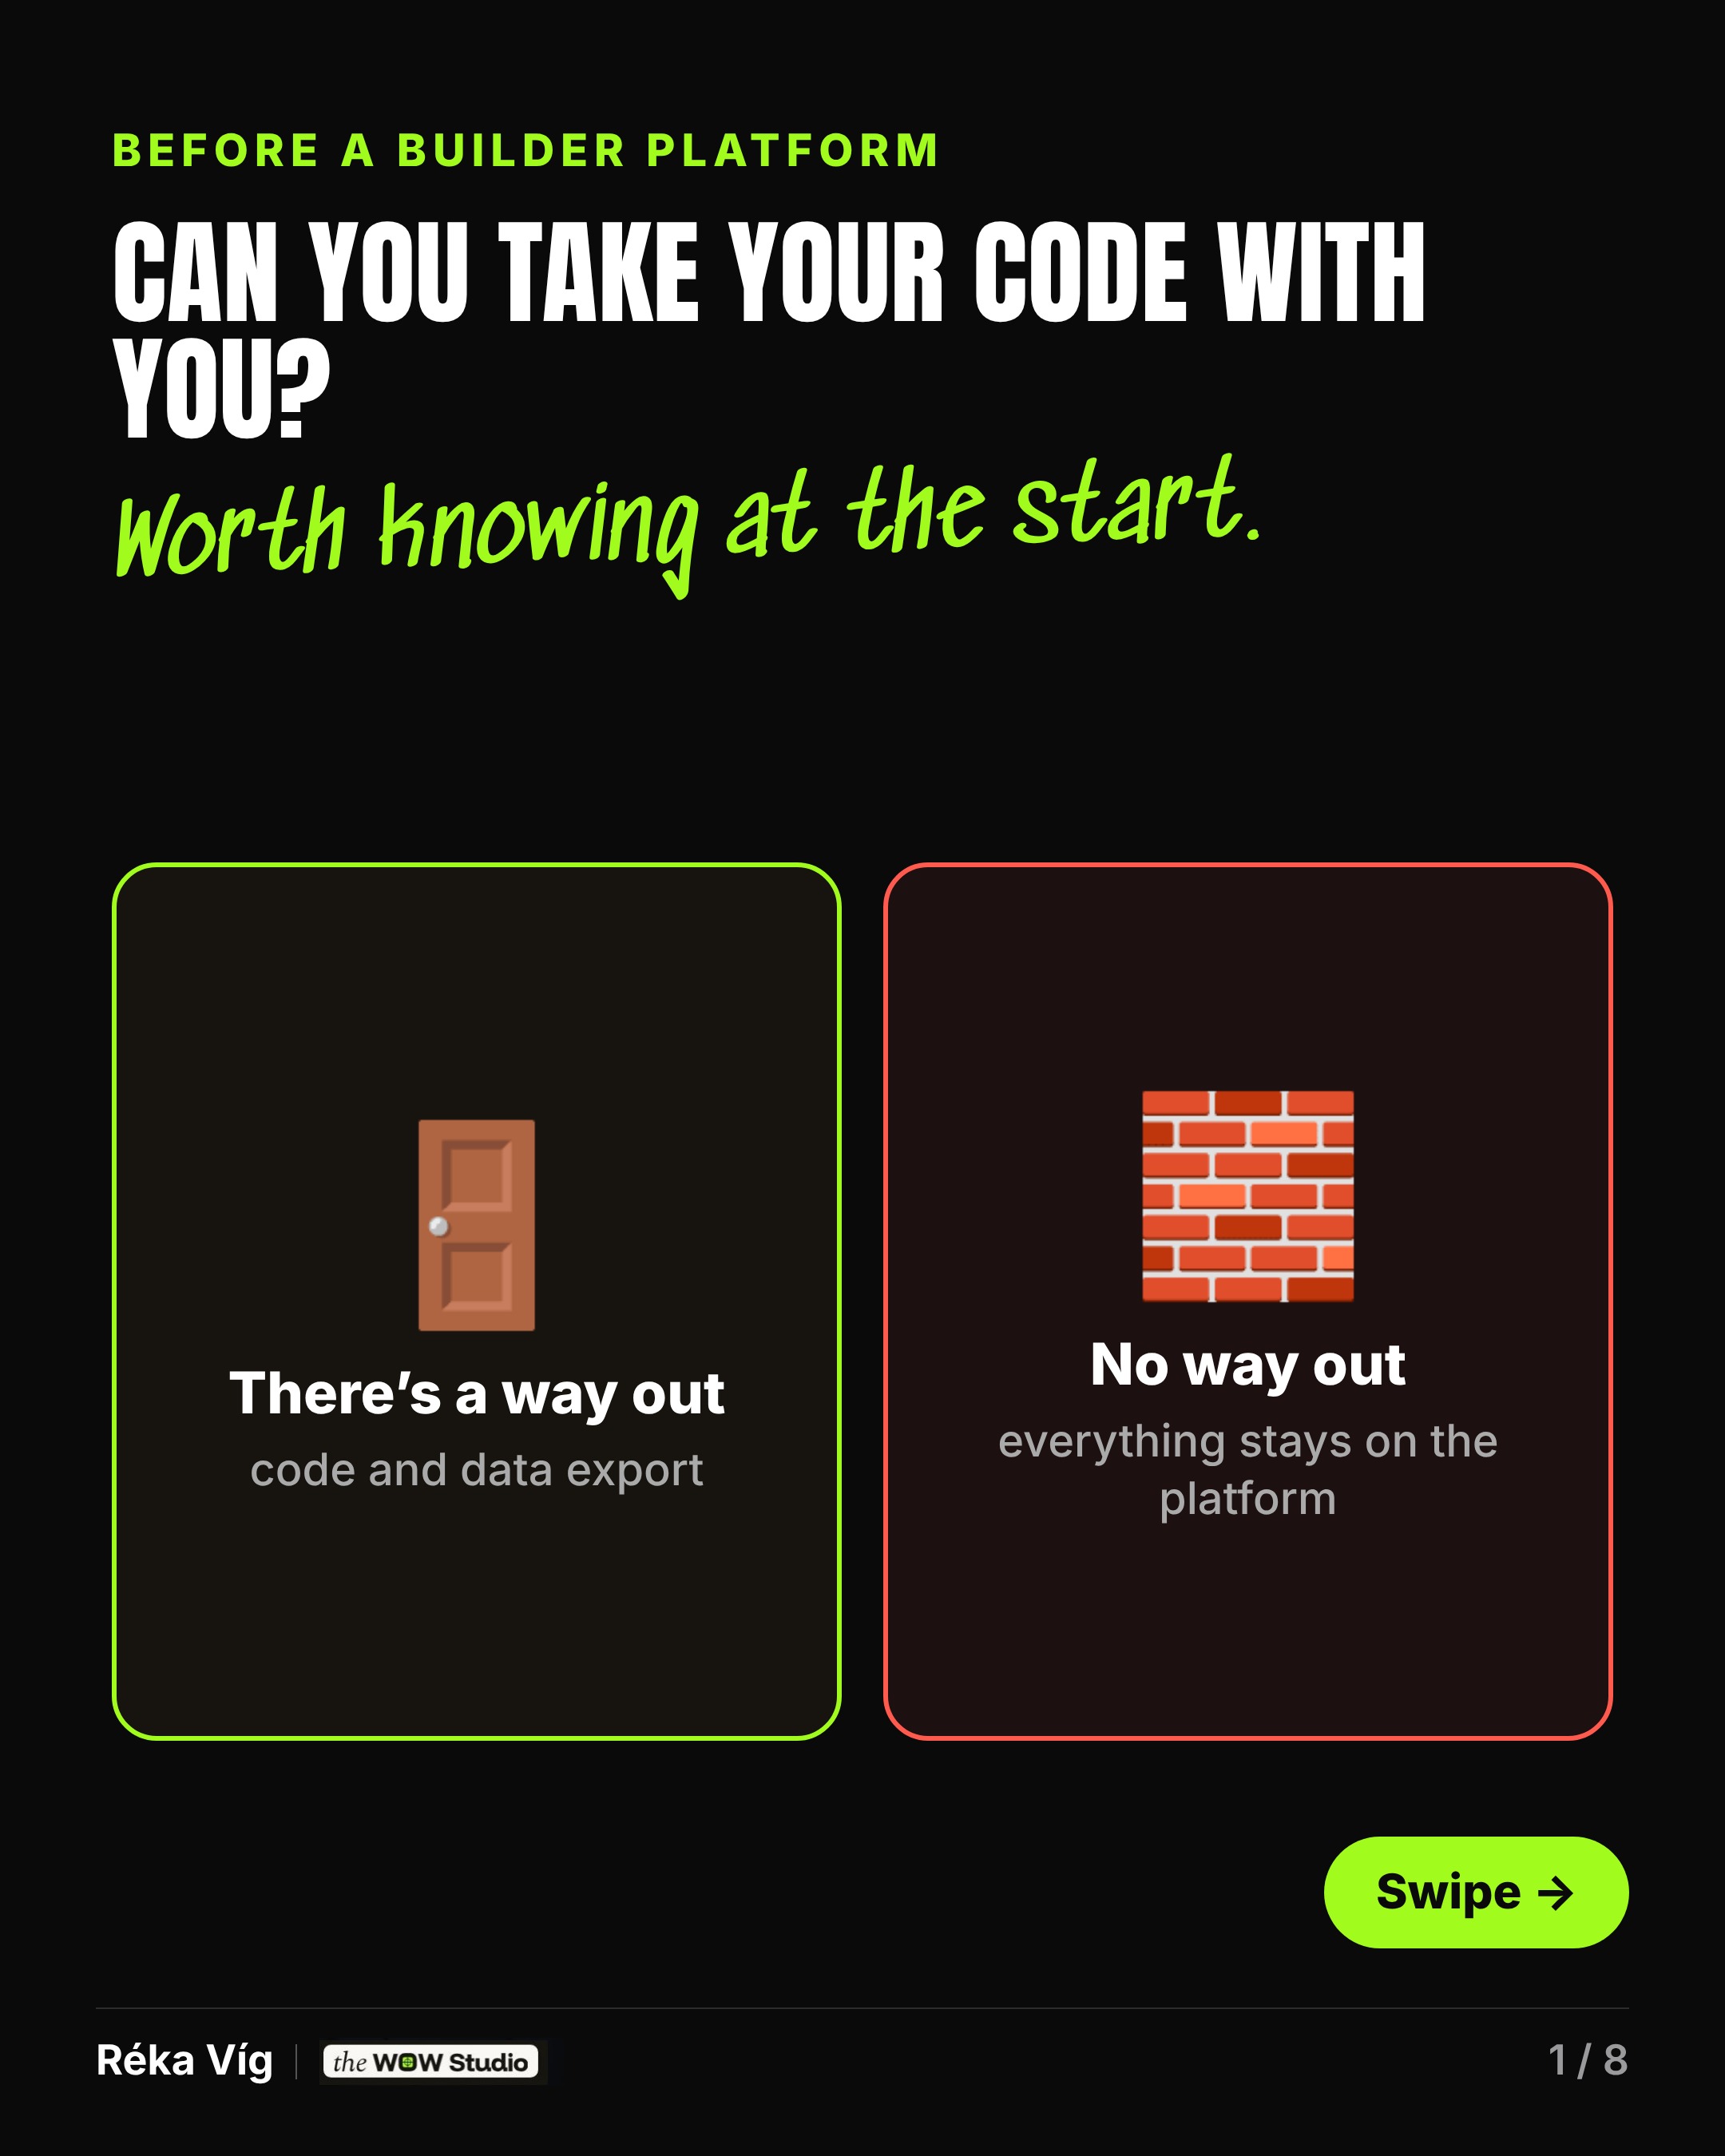 BEFORE A BUILDER PLATFORM
CAN YOU TAKE YOUR CODE WITH
YOU?
Worth knowing at the start.
There’s a way out
code and data export
No way out
everything stays on the
platform
Swipe →
Réka Víg
the WOW Studio
1 / 8